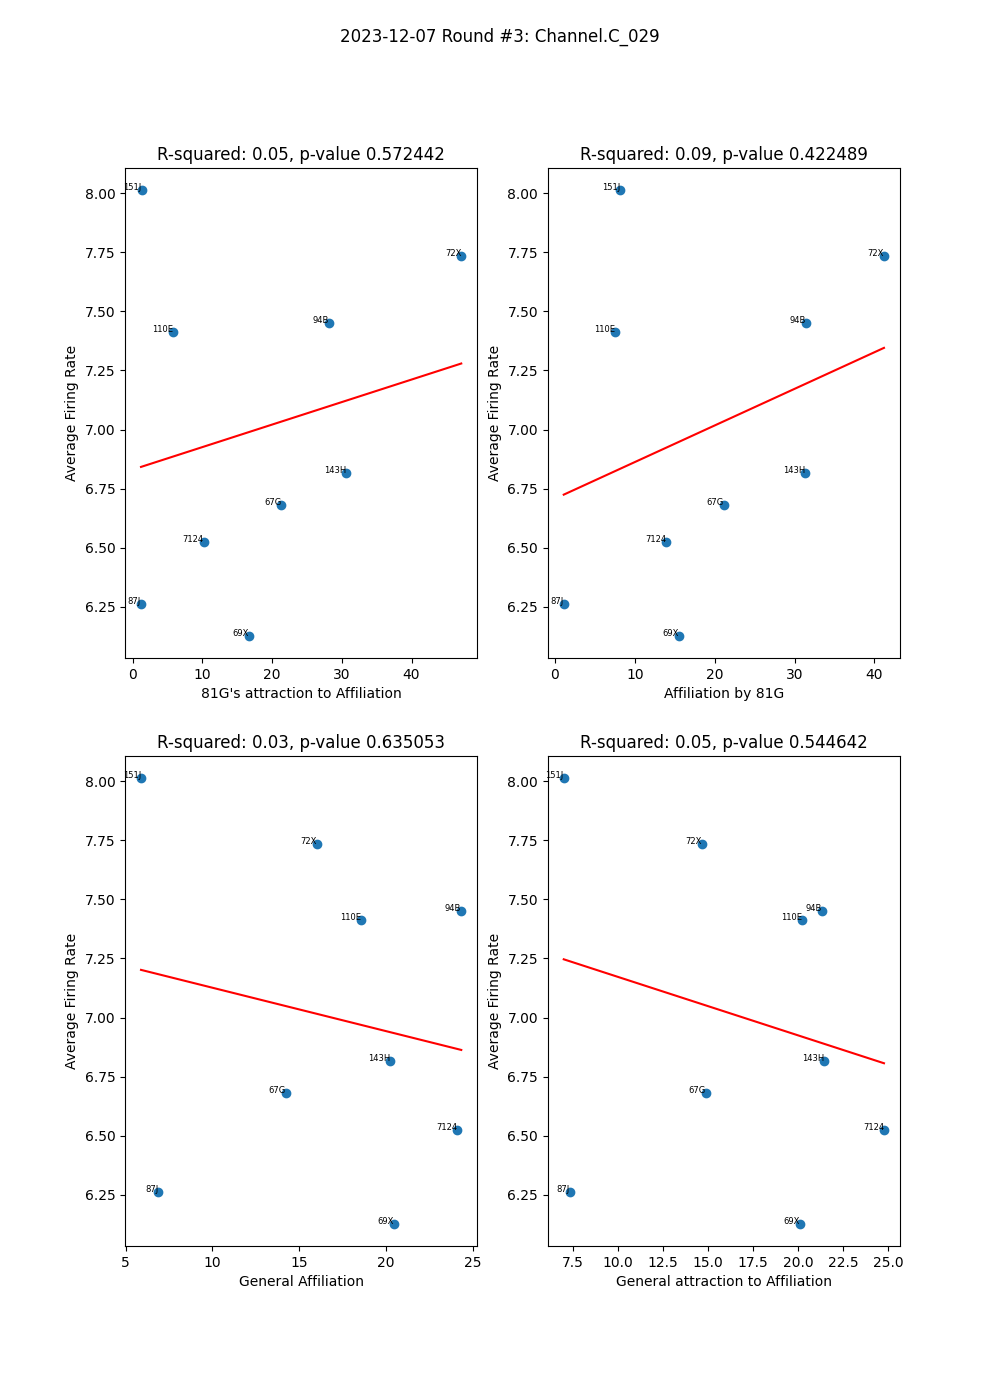 2023-12-07 Round #3: Channel.C_029
R-squared: 0.05, p-value 0.572442
8.00
7.75
7.50
7.25
7.00
6.75
6.50
6.25
Average Firing Rate
151J
72X
94B
110E
143H
67G
7124
87J
69X
0
10
20
30
40
81G's attraction to Affiliation
R-squared: 0.09, p-value 0.422489
8.00
7.75
7.50
7.25
7.00
6.75
6.50
6.25
Average Firing Rate
151J
72X
94B
110E
143H
67G
7124
87J
69X
0
10
20
30
40
Affiliation by 81G
R-squared: 0.03, p-value 0.635053
8.00
7.75
7.50
7.25
7.00
6.75
6.50
6.25
Average Firing Rate
151J
72X
94B
110E
143H
67G
7124
87J
69X
5
10
15
20
25
General Affiliation
R-squared: 0.05, p-value 0.544642
8.00
7.75
7.50
7.25
7.00
6.75
6.50
6.25
Average Firing Rate
151J
72X
94B
110E
143H
67G
7124
87J
69X
7.5
10.0
12.5
15.0
17.5
20.0
22.5
25.0
General attraction to Affiliation